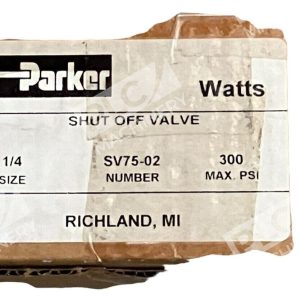 Parker Watts
SHUT OFF VALVE
1/4 SV75-02 300
SIZE NUMBER MAX. PSI
RICHLAND, MI